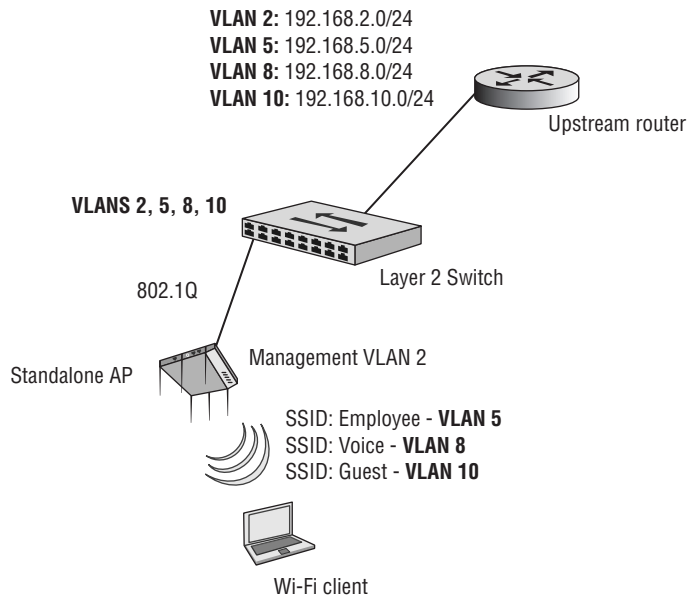 VLAN 2: 192.168.2.0/24
VLAN 5: 192.168.5.0/24
VLAN 8: 192.168.8.0/24
VLAN 10: 192.168.10.0/24
Upstream router
VLANS 2, 5, 8, 10
Layer 2 Switch
802.1Q
Management VLAN 2
Standalone AP
SSID: Employee - VLAN 5
SSID: Voice - VLAN 8
SSID: Guest - VLAN 10
Wi-Fi client